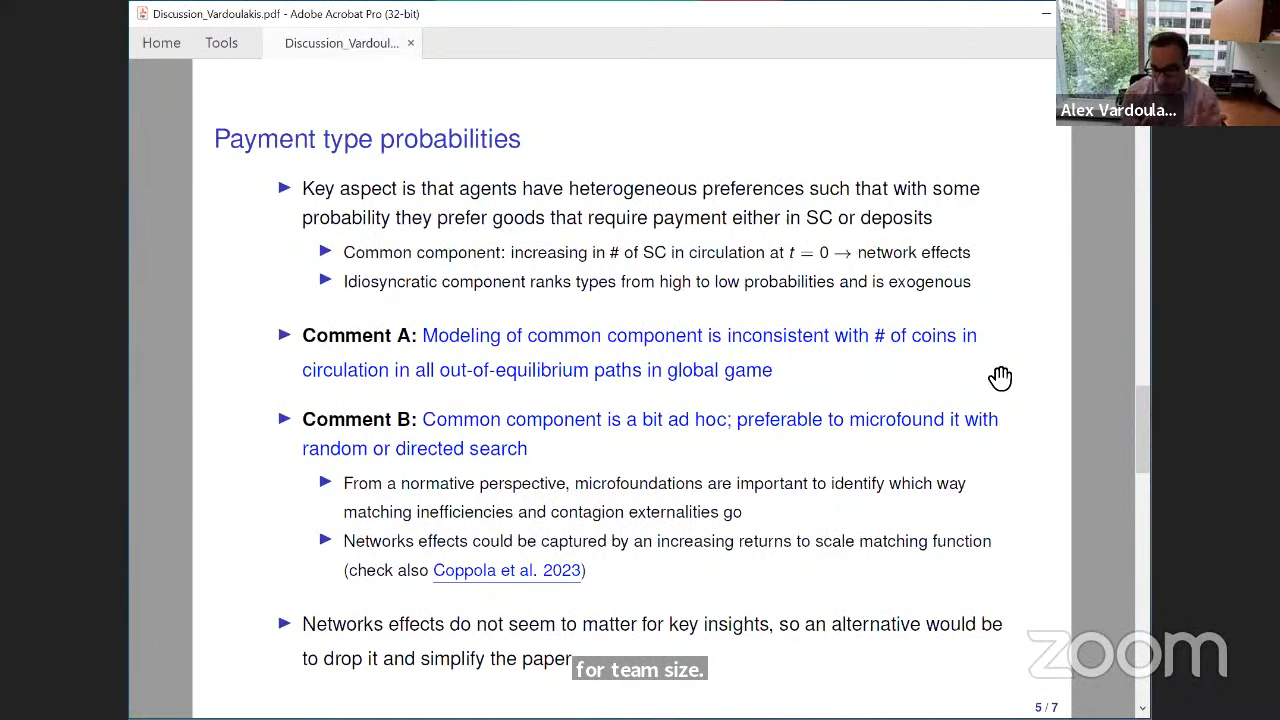 Discussion_Vardoulakis.pdf - Adobe Acrobat Pro (32-bit)
Home Tools Discussion_Vardoul... ×
Alex Vardoula...
Payment type probabilities
Key aspect is that agents have heterogeneous preferences such that with some
probability they prefer goods that require payment either in SC or deposits
Common component: increasing in # of SC in circulation at t = 0 → network effects
Idiosyncratic component ranks types from high to low probabilities and is exogenous
Comment A: Modeling of common component is inconsistent with # of coins in
circulation in all out-of-equilibrium paths in global game
Comment B: Common component is a bit ad hoc; preferable to microfound it with
random or directed search
From a normative perspective, microfoundations are important to identify which way
matching inefficiencies and contagion externalities go
Networks effects could be captured by an increasing returns to scale matching function
(check also Coppola et al. 2023)
Networks effects do not seem to matter for key insights, so an alternative would be
to drop it and simplify the paper
for team size.
zoom
5 / 7